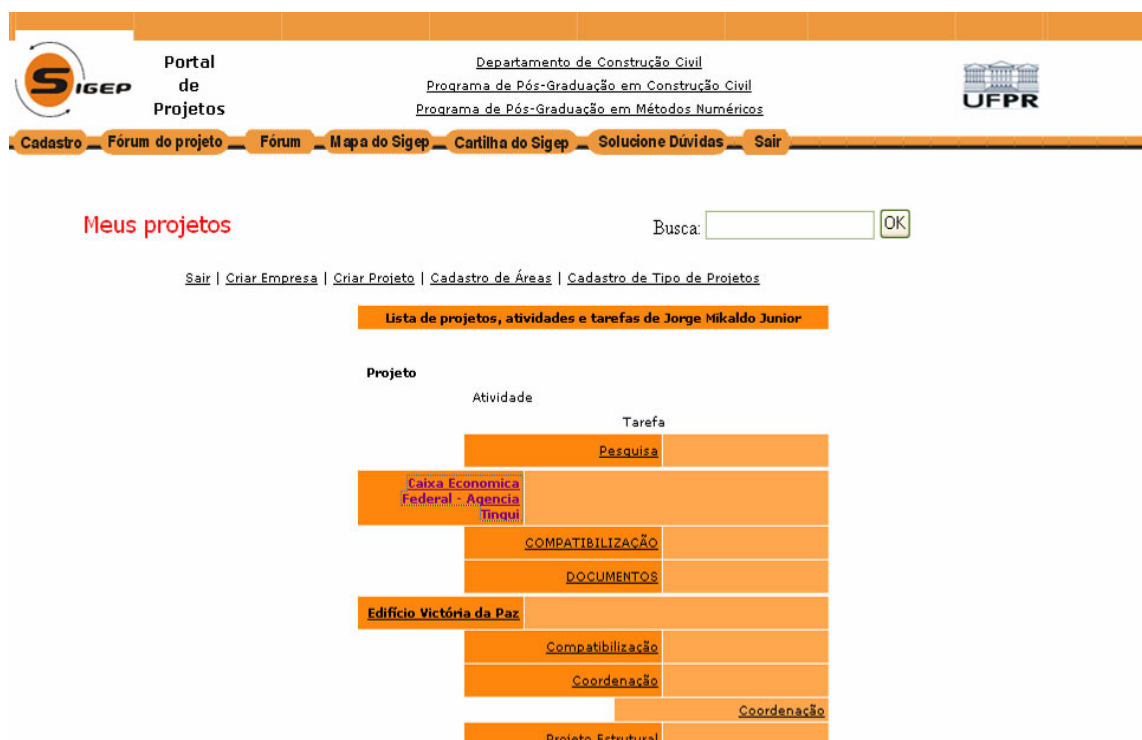 SIGEP
Portal
de
Projetos
Departamento de Construção Civil
Programa de Pós-Graduação em Construção Civil
Programa de Pós-Graduação em Métodos Numéricos
UFPR
Cadastro Fórum do projeto Fórum Mapa do Sigep Cartilha do Sigep Solucione Dúvidas Sair
Meus projetos
Busca: OK
Sair | Criar Empresa | Criar Projeto | Cadastro de Áreas | Cadastro de Tipo de Projetos
Lista de projetos, atividades e tarefas de Jorge Mikaldo Junior
Projeto
Atividade
Tarefa
Pesquisa
Caixa Economica
Federal - Agencia
Tingui
COMPATIBILIZAÇÃO
DOCUMENTOS
Edifício Victória da Paz
Compatibilização
Coordenação
Coordenação
Projeto Estrutural